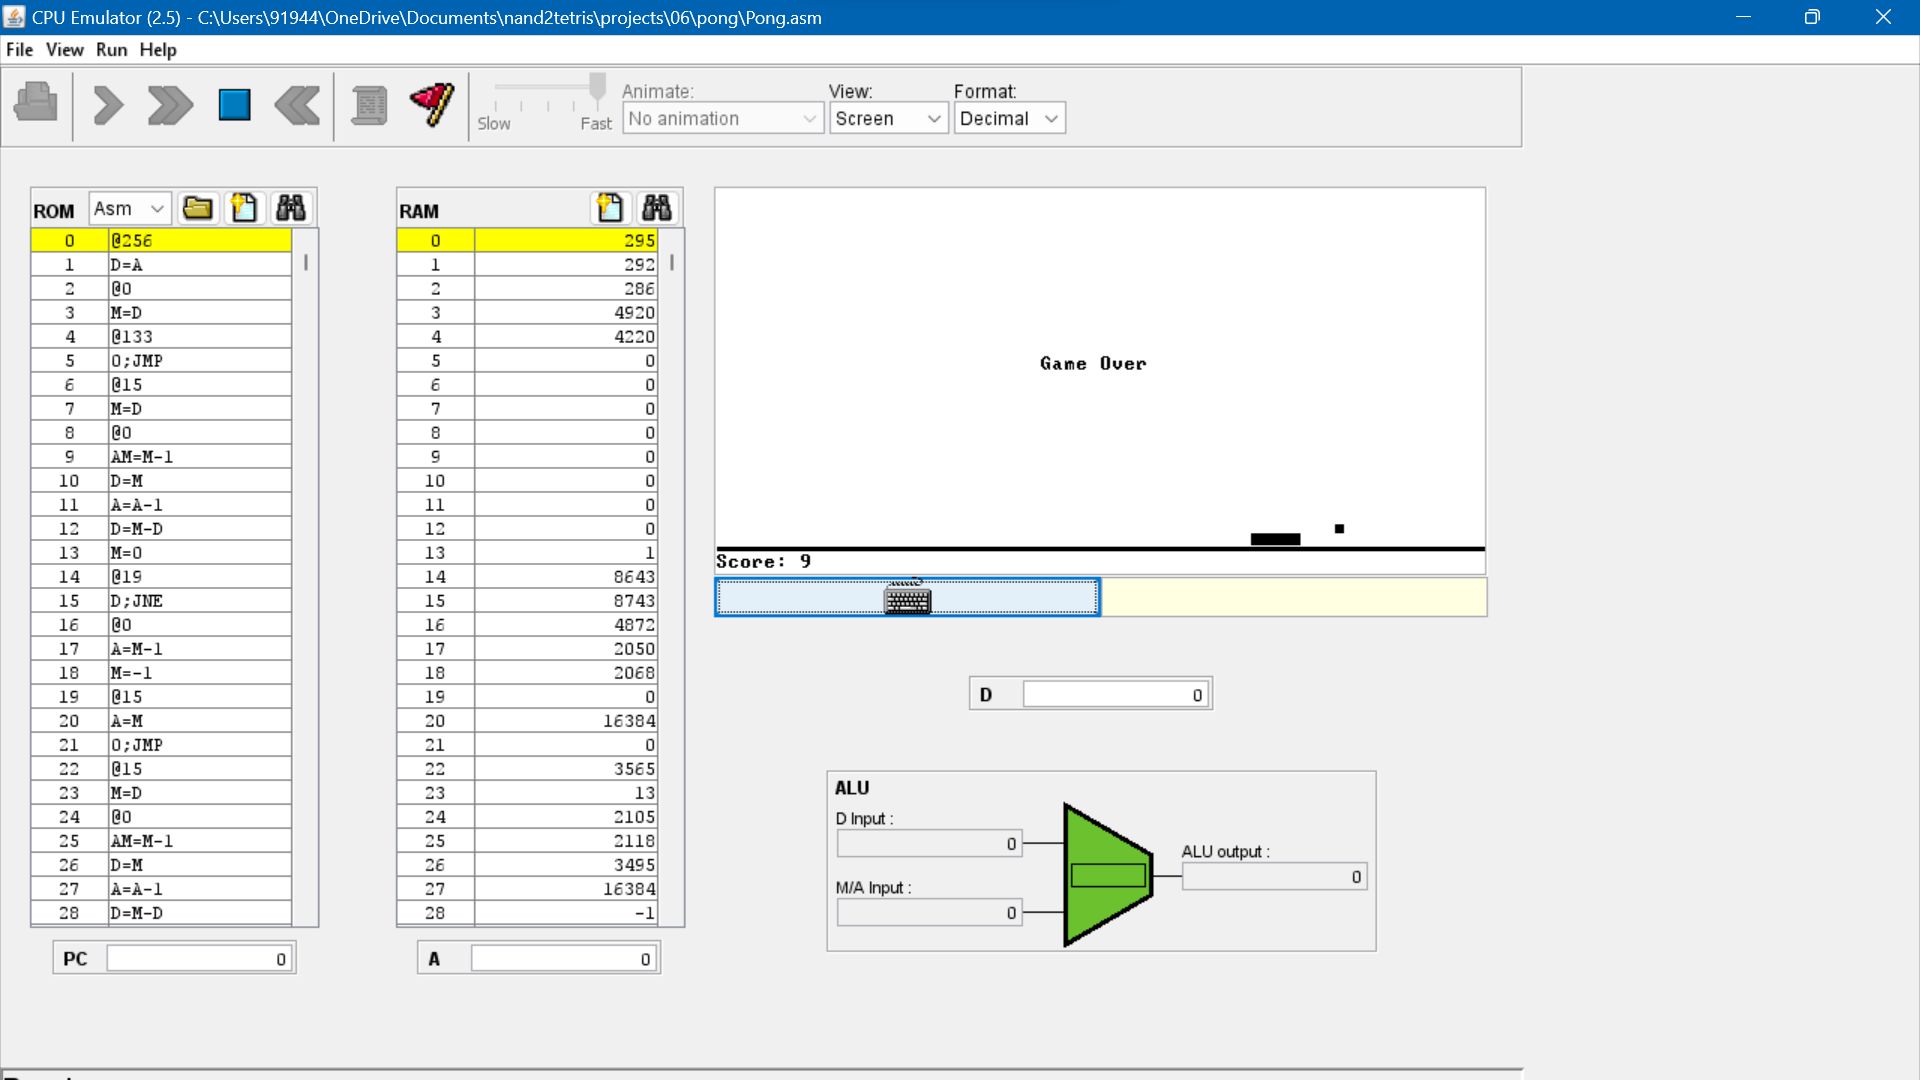 CPU Emulator (2.5) - C:\Users\91944\OneDrive\Documents\nand2tetris\projects\06\pong\Pong.asm
File View Run Help
Slow Fast
Animate:
No animation
View:
Screen
Format:
Decimal
ROM Asm
0 @256
1 D=A
2 @0
3 M=D
4 @133
5 0;JMP
6 @15
7 M=D
8 @0
9 AM=M-1
10 D=M
11 A=A-1
12 D=M-D
13 M=0
14 @19
15 D;JNE
16 @0
17 A=M-1
18 M=-1
19 @15
20 A=M
21 0;JMP
22 @15
23 M=D
24 @0
25 AM=M-1
26 D=M
27 A=A-1
28 D=M-D
PC 0
RAM
0 295
1 292
2 286
3 4920
4 4220
5 0
6 0
7 0
8 0
9 0
10 0
11 0
12 0
13 1
14 8643
15 8743
16 4872
17 2050
18 2068
19 0
20 16384
21 0
22 3565
23 13
24 2105
25 2118
26 3495
27 16384
28 -1
A 0
Game Over
Score: 9
D 0
ALU
D Input :
0
M/A Input :
0
ALU output :
0